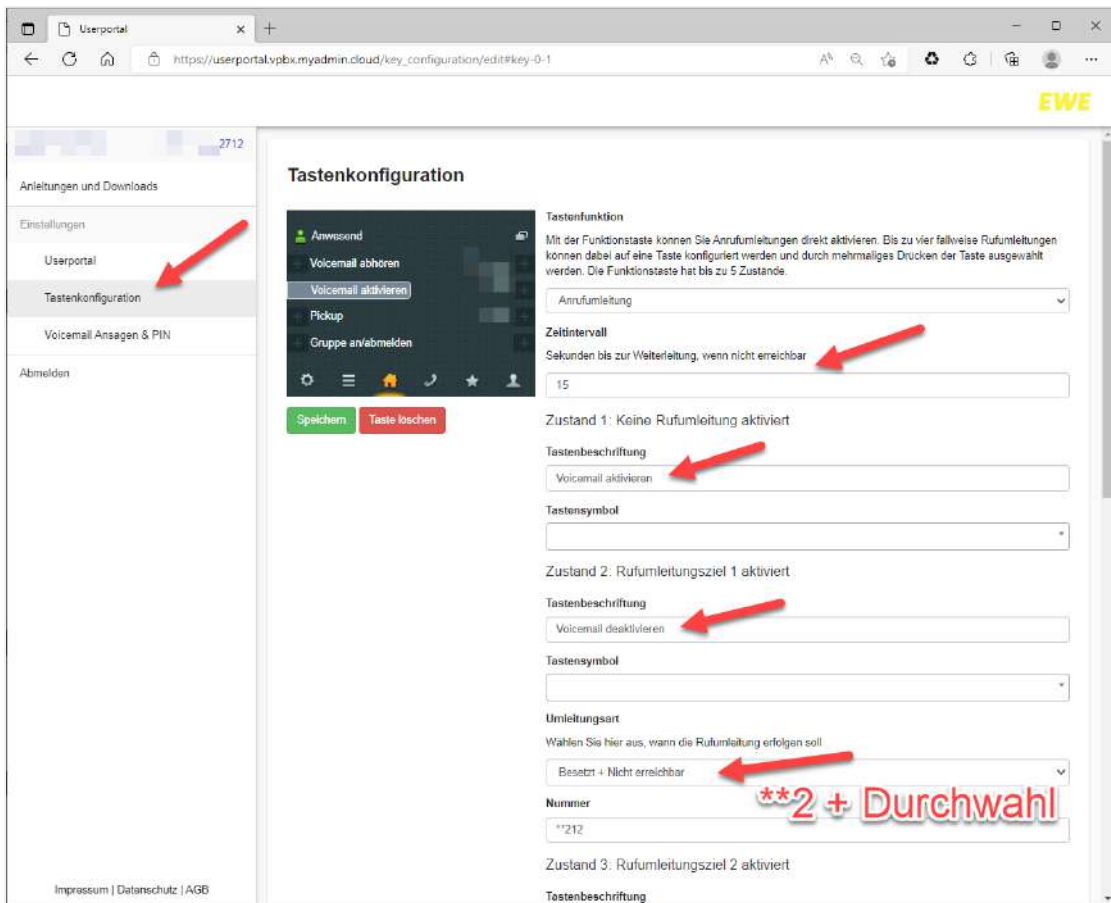 Userportal
https://userportal.vpbx.myadmin.cloud/key_configuration/edit#key-0-1
EWE
2712
Anleitungen und Downloads
Einstellungen
Userportal
Tastenkonfiguration
Voicemail Ansagen & PIN
Abmelden
Tastenkonfiguration
Anwesend
Voicemail abhören
Voicemail aktivieren
Pickup
Gruppe an/abmelden
Speichern
Taste löschen
Tastenfunktion
Mit der Funktionstaste können Sie Anrufumleitungen direkt aktivieren. Bis zu vier fallweise Rufumleitungen
können dabei auf eine Taste konfiguriert werden und durch mehrmaliges Drücken der Taste ausgewählt
werden. Die Funktionstaste hat bis zu 5 Zustände.
Anrufumleitung
Zeitintervall
Sekunden bis zur Weiterleitung, wenn nicht erreichbar
15
Zustand 1: Keine Rufumleitung aktiviert
Tastenbeschriftung
Voicemail aktivieren
Tastensymbol
Zustand 2: Rufumleitungsziel 1 aktiviert
Tastenbeschriftung
Voicemail deaktivieren
Tastensymbol
Umleitungsart
Wählen Sie hier aus, wann die Rufumleitung erfolgen soll
Besetzt + Nicht erreichbar
**2 + Durchwahl
Nummer
**212
Zustand 3: Rufumleitungsziel 2 aktiviert
Tastenbeschriftung
Impressum | Datenschutz | AGB